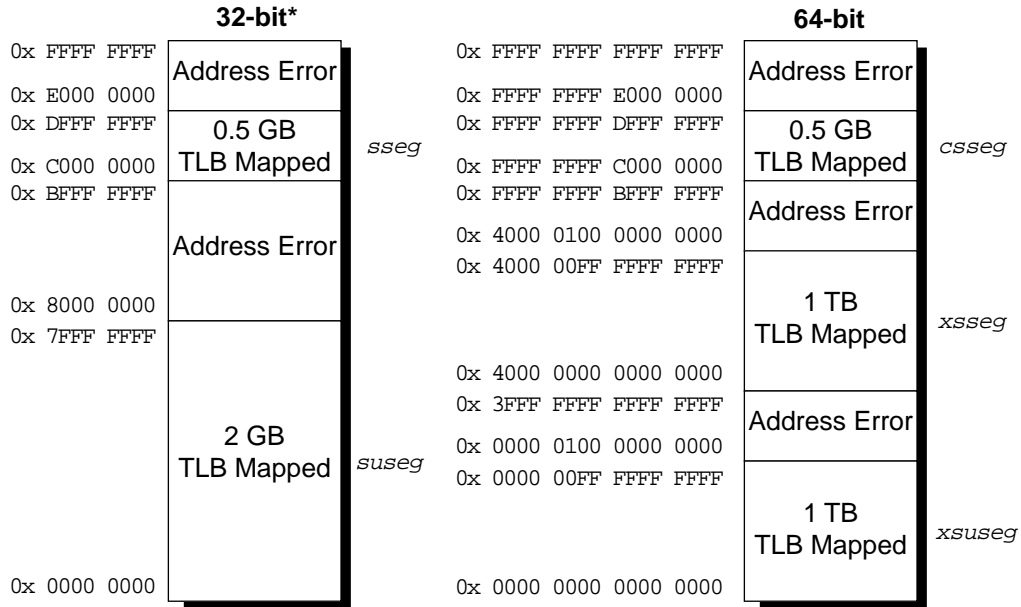 32-bit*
0x FFFF FFFF
Address Error
0x E000 0000
0x DFFF FFFF
0.5 GB
TLB Mapped
sseg
0x C000 0000
0x BFFF FFFF
Address Error
0x 8000 0000
0x 7FFF FFFF
2 GB
TLB Mapped
suseg
0x 0000 0000
64-bit
0x FFFF FFFF FFFF FFFF
Address Error
0x FFFF FFFF E000 0000
0x FFFF FFFF DFFF FFFF
0.5 GB
TLB Mapped
csseg
0x FFFF FFFF C000 0000
0x FFFF FFFF BFFF FFFF
Address Error
0x 4000 0100 0000 0000
0x 4000 00FF FFFF FFFF
1 TB
TLB Mapped
xsseg
0x 4000 0000 0000 0000
0x 3FFF FFFF FFFF FFFF
Address Error
0x 0000 0100 0000 0000
0x 0000 00FF FFFF FFFF
1 TB
TLB Mapped
xsuseg
0x 0000 0000 0000 0000